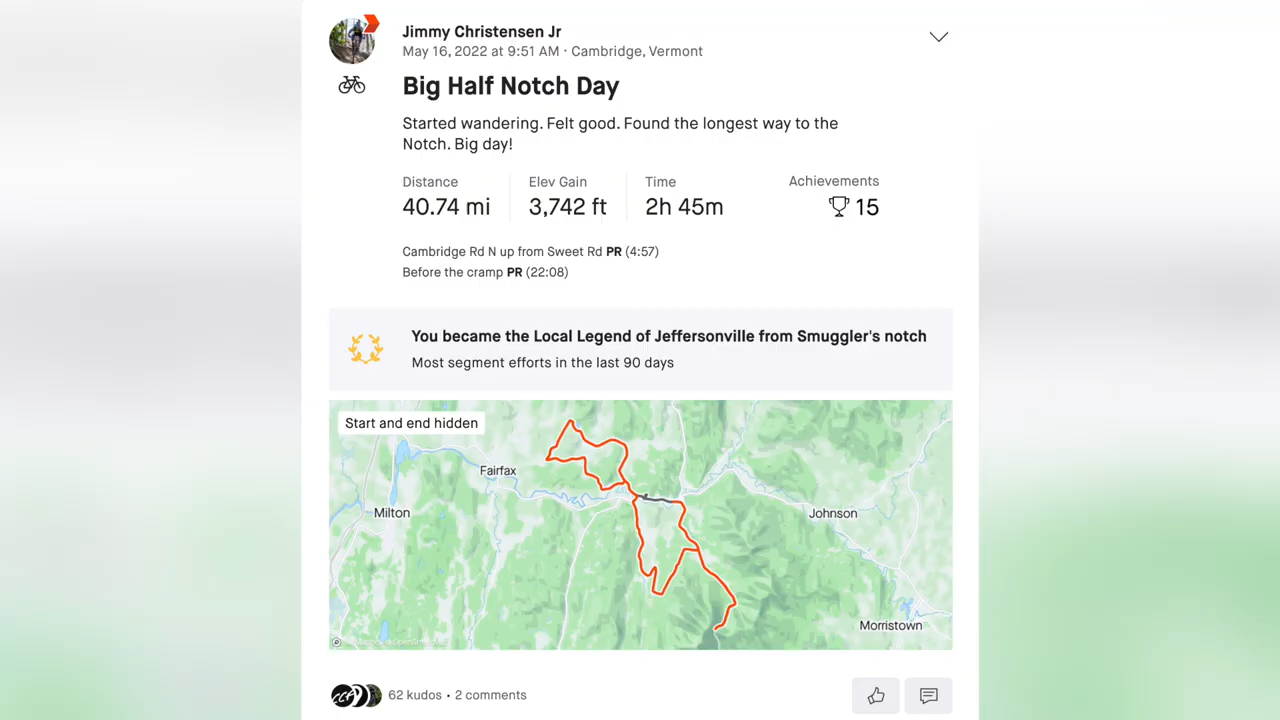 Jimmy Christensen Jr
May 16, 2022 at 9:51 AM · Cambridge, Vermont
Big Half Notch Day
Started wandering. Felt good. Found the longest way to the
Notch. Big day!
Distance
Elev Gain
Time
Achievements
40.74 mi
3,742 ft
2h 45m
15
Cambridge Rd N up from Sweet Rd PR (4:57)
Before the cramp PR (22:08)
You became the Local Legend of Jeffersonville from Smuggler's notch
Most segment efforts in the last 90 days
Start and end hidden
Fairfax
Milton
Johnson
Morristown
62 kudos • 2 comments